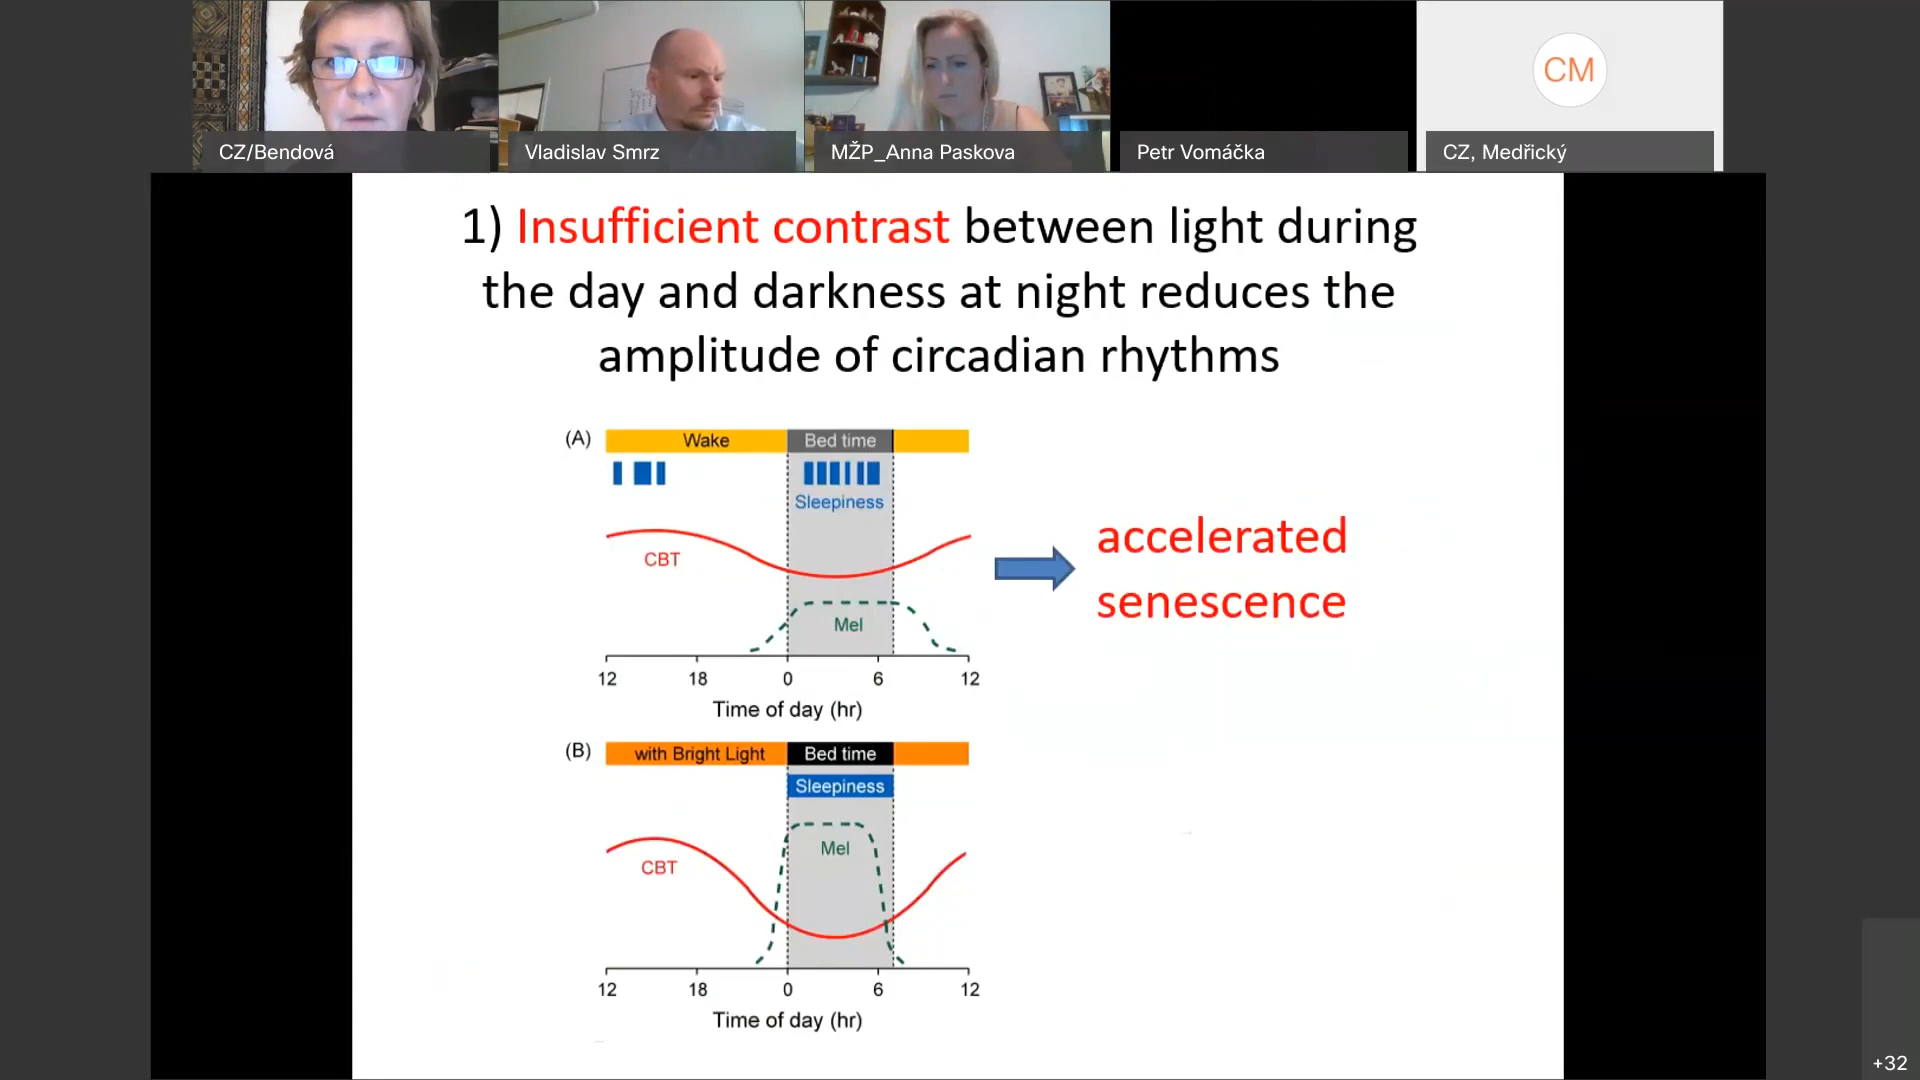 CM
CZ/Bendová
Vladislav Smrz
MŽP_Anna Paskova
Petr Vomáčka
CZ, Medřický
1) Insufficient contrast between light during
the day and darkness at night reduces the
amplitude of circadian rhythms
(A)
Wake
Bed time
Sleepiness
CBT
Mel
12 18 0 6 12
Time of day (hr)
accelerated
senescence
(B)
with Bright Light
Bed time
Sleepiness
Mel
CBT
12 18 0 6 12
Time of day (hr)
+32